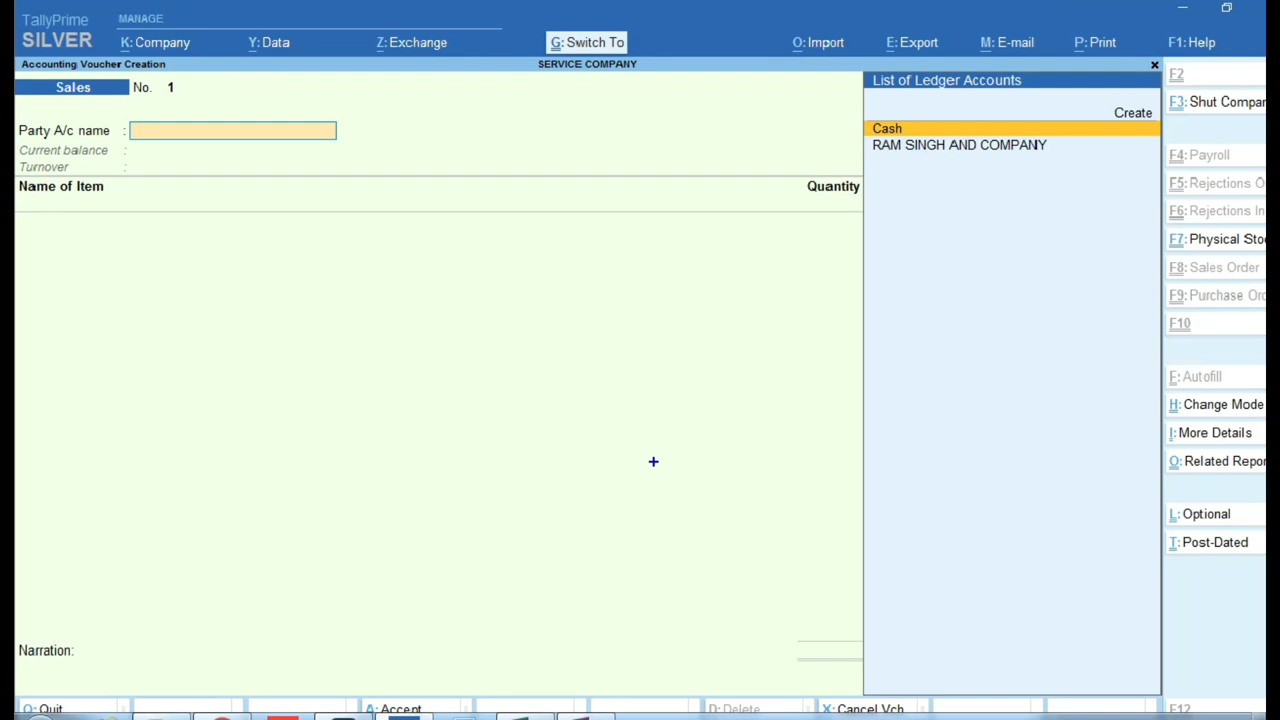 TallyPrime
MANAGE
SILVER
K: Company
Y: Data
Z: Exchange
G: Switch To
O: Import
E: Export
M: E-mail
P: Print
F1: Help
Accounting Voucher Creation
SERVICE COMPANY
×
Sales
No. 1
Party A/c name :
Current balance :
Turnover :
Name of Item
Quantity
Narration:
List of Ledger Accounts
Create
Cash
RAM SINGH AND COMPANY
F2
F3: Shut Compar
F4: Payroll
F5: Rejections O
F6: Rejections In
F7: Physical Sto
F8: Sales Order
F9: Purchase Ord
F10
F: Autofill
H: Change Mode
I: More Details
O: Related Repor
L: Optional
T: Post-Dated
Q: Quit
A: Accept
D: Delete
X: Cancel Vch
F12